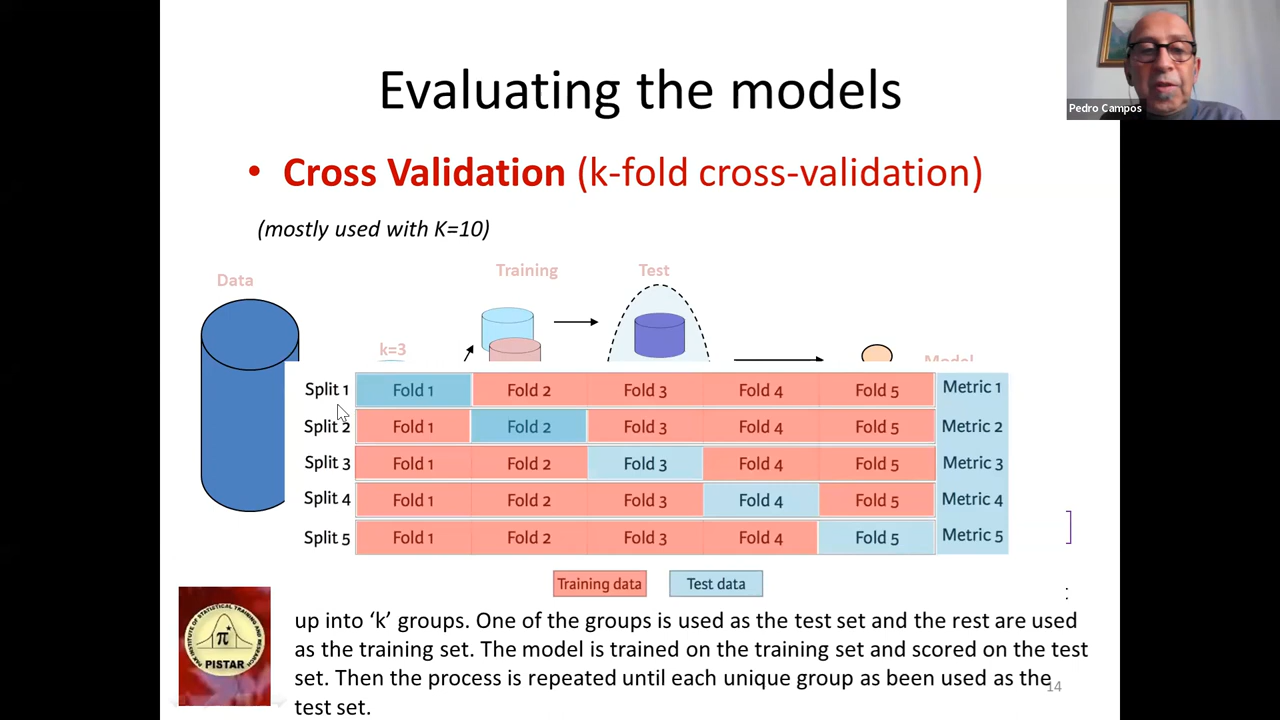 Pedro Campos
Evaluating the models
• Cross Validation (k-fold cross-validation)
(mostly used with K=10)
Data
Training
Test
k=3
Model
Split 1 Fold 1 Fold 2 Fold 3 Fold 4 Fold 5 Metric 1
Split 2 Fold 1 Fold 2 Fold 3 Fold 4 Fold 5 Metric 2
Split 3 Fold 1 Fold 2 Fold 3 Fold 4 Fold 5 Metric 3
Split 4 Fold 1 Fold 2 Fold 3 Fold 4 Fold 5 Metric 4
Split 5 Fold 1 Fold 2 Fold 3 Fold 4 Fold 5 Metric 5
Training data
Test data
up into ‘k’ groups. One of the groups is used as the test set and the rest are used
as the training set. The model is trained on the training set and scored on the test
set. Then the process is repeated until each unique group as been used as the
test set.
14
π
PISTAR